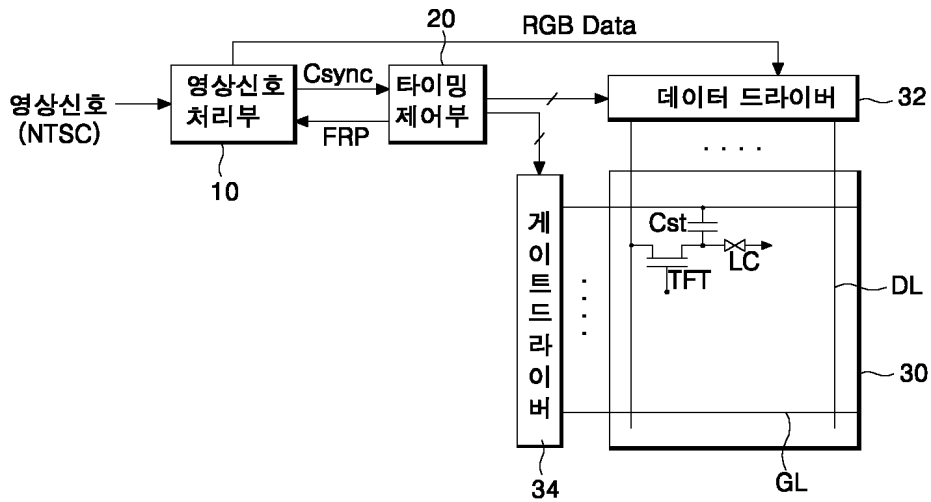 20
RGB Data
영상신호
(NTSC)
영상신호
처리부
Csync
FRP
타이밍
제어부
데이터 드라이버
32
10
게이트드라이버
Cst
TFT
LC
DL
30
34
GL